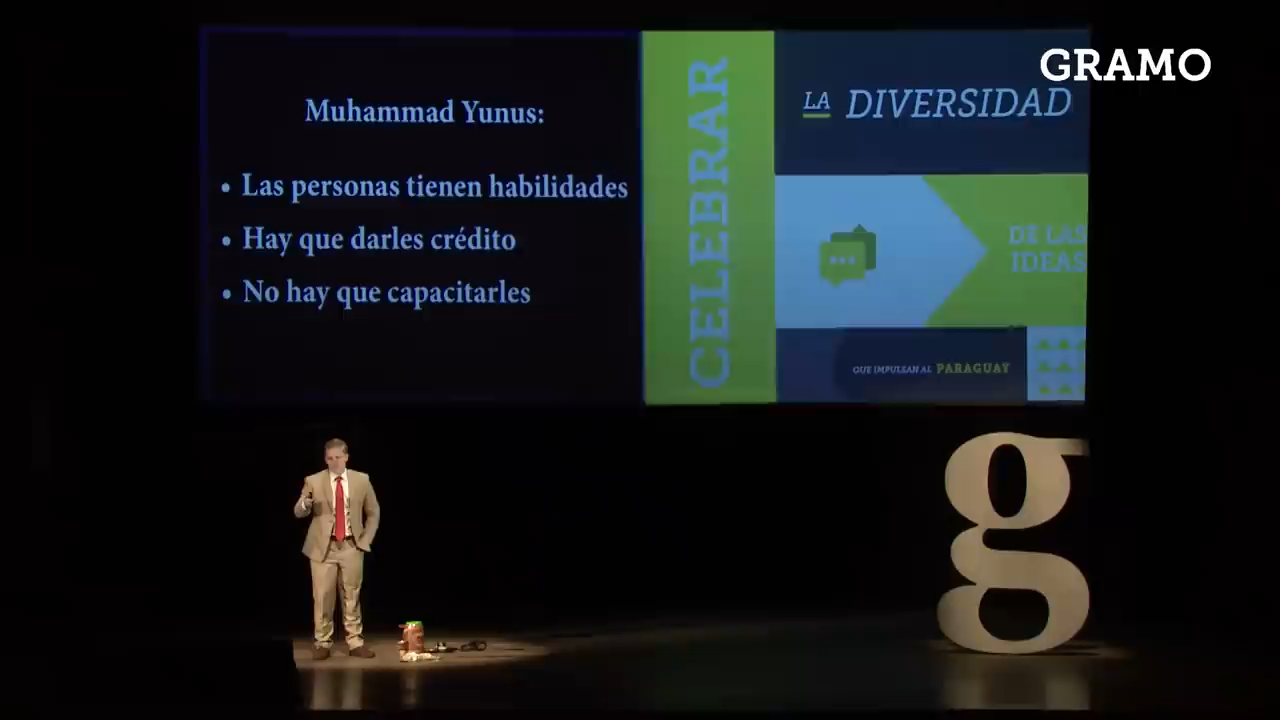 GRAMO
Muhammad Yunus:
• Las personas tienen habilidades
• Hay que darles crédito
• No hay que capacitarles
CELEBRAR
LA DIVERSIDAD
DE LAS
IDEAS
QUE IMPULSAN AL PARAGUAY
g